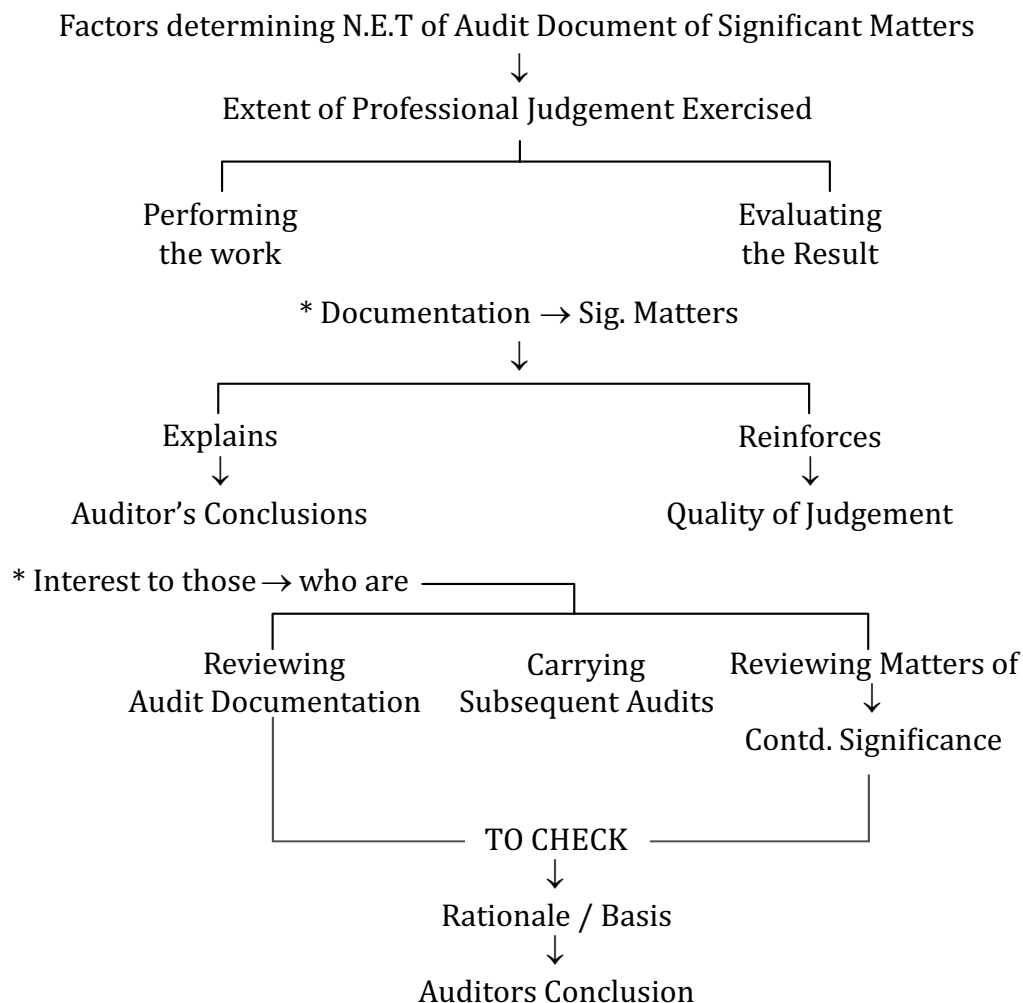 Factors determining N.E.T of Audit Document of Significant Matters
↓
Extent of Professional Judgement Exercised
Performing the work
Evaluating the Result
* Documentation → Sig. Matters
↓
Explains
↓
Auditor’s Conclusions
Reinforces
↓
Quality of Judgement
* Interest to those → who are
Reviewing
Audit Documentation
Carrying
Subsequent Audits
Reviewing Matters of
↓
Contd. Significance
TO CHECK
↓
Rationale / Basis
↓
Auditors Conclusion